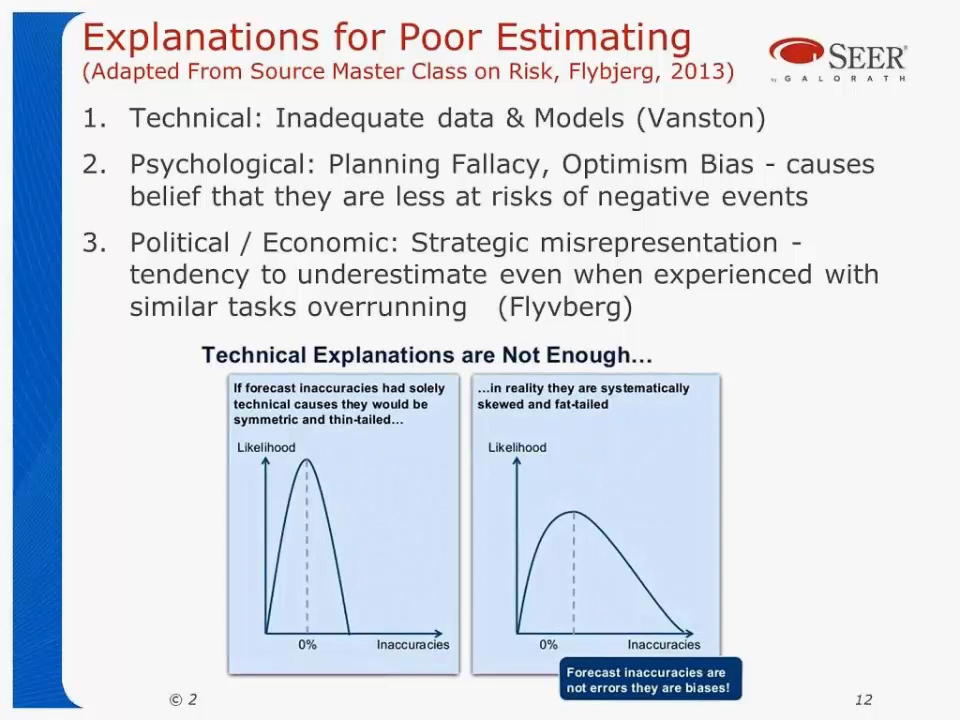 Explanations for Poor Estimating
(Adapted From Source Master Class on Risk, Flybjerg, 2013)
SEER®
by GALORATH
1. Technical: Inadequate data & Models (Vanston)
2. Psychological: Planning Fallacy, Optimism Bias - causes
belief that they are less at risks of negative events
3. Political / Economic: Strategic misrepresentation -
tendency to underestimate even when experienced with
similar tasks overrunning (Flyvberg)
Technical Explanations are Not Enough...
If forecast inaccuracies had solely
technical causes they would be
symmetric and thin-tailed...
Likelihood
0% Inaccuracies
...in reality they are systematically
skewed and fat-tailed
Likelihood
0% Inaccuracies
Forecast inaccuracies are
not errors they are biases!
© 2
12